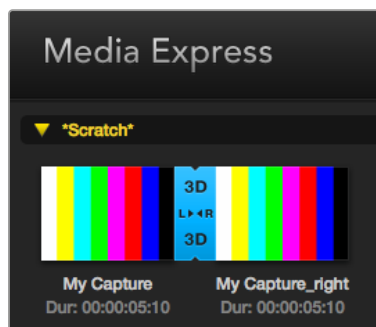 Media Express
*Scratch*
3D
L▶◀R
3D
My Capture My Capture_right
Dur: 00:00:05:10 Dur: 00:00:05:10